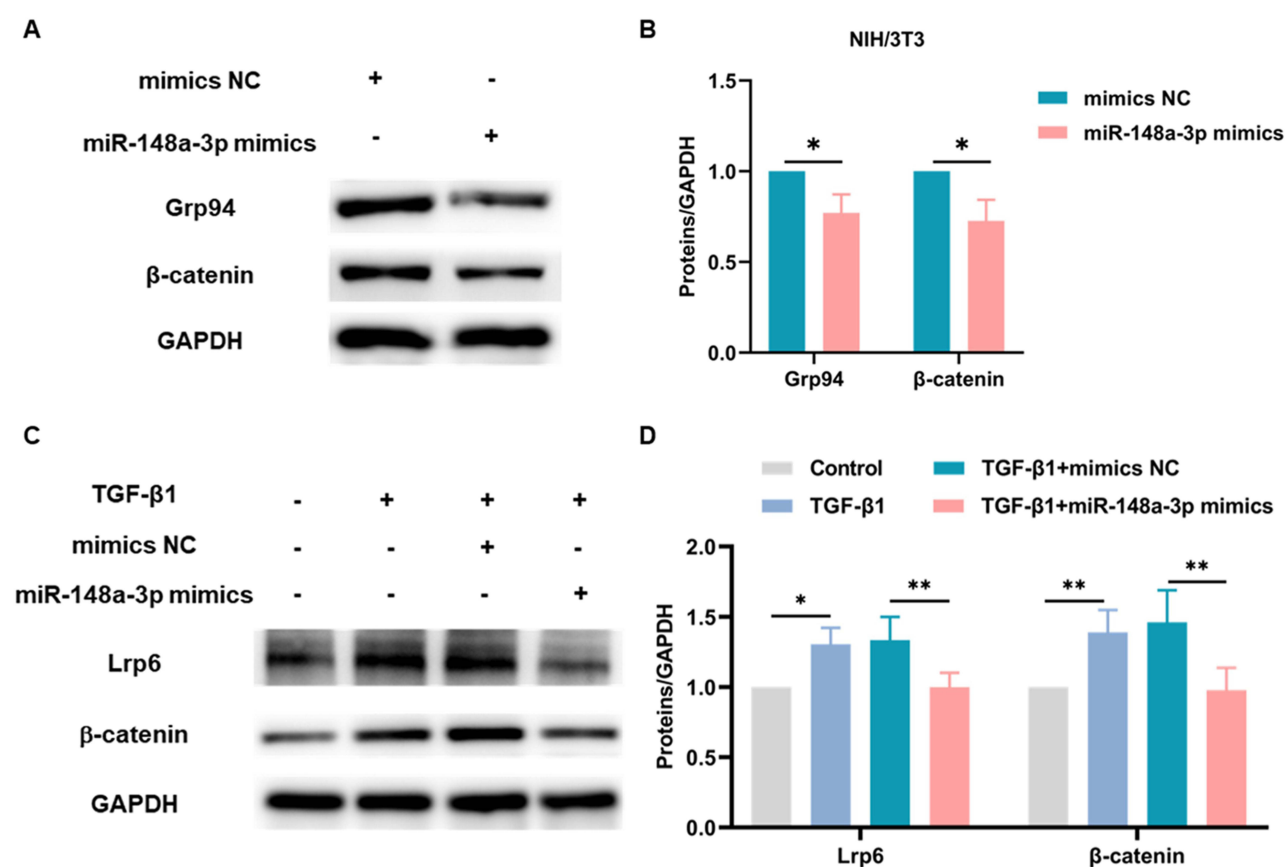 A
mimics NC + -
miR-148a-3p mimics - +
Grp94
β-catenin
GAPDH
B
NIH/3T3
mimics NC
miR-148a-3p mimics
Proteins/GAPDH
1.5
1.0
0.5
0.0
* *
Grp94 β-catenin
C
TGF-β1 - + + +
mimics NC - - + -
miR-148a-3p mimics - - - +
Lrp6
β-catenin
GAPDH
D
Control TGF-β1+mimics NC
TGF-β1 TGF-β1+miR-148a-3p mimics
Proteins/GAPDH
2.0
1.5
1.0
0.5
0.0
* ** ** **
Lrp6 β-catenin